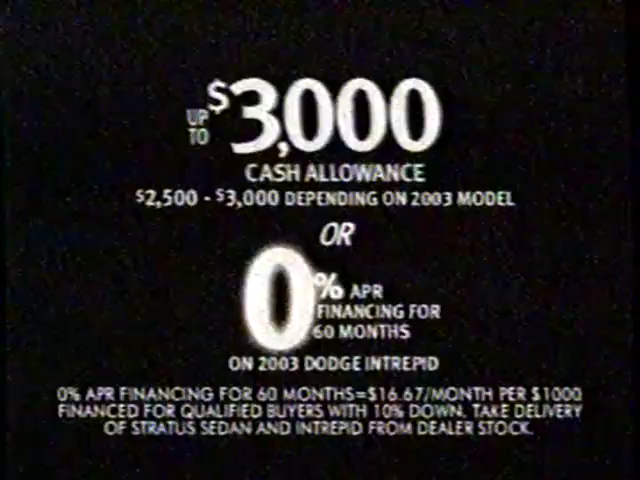 UP TO $3,000
CASH ALLOWANCE
$2,500 - $3,000 DEPENDING ON 2003 MODEL
OR
0% APR
FINANCING FOR
60 MONTHS
ON 2003 DODGE INTREPID
0% APR FINANCING FOR 60 MONTHS=$16.67/MONTH PER $1000
FINANCED FOR QUALIFIED BUYERS WITH 10% DOWN. TAKE DELIVERY
OF STRATUS SEDAN AND INTREPID FROM DEALER STOCK.